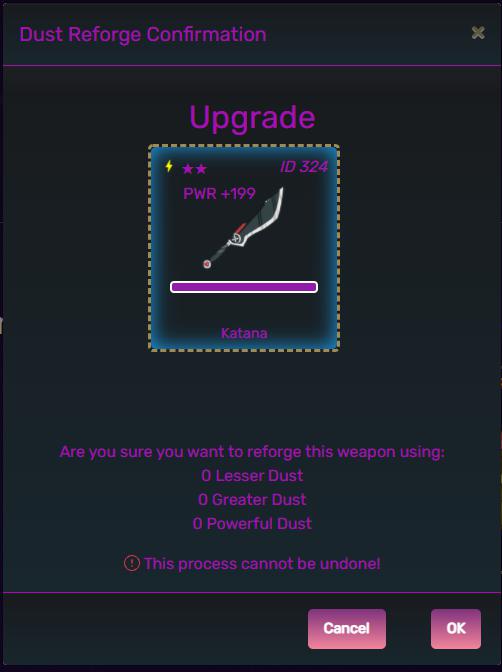 Dust Reforge Confirmation
Upgrade
ID 324
PWR +199
Katana
Are you sure you want to reforge this weapon using:
0 Lesser Dust
0 Greater Dust
0 Powerful Dust
This process cannot be undone!
Cancel
OK